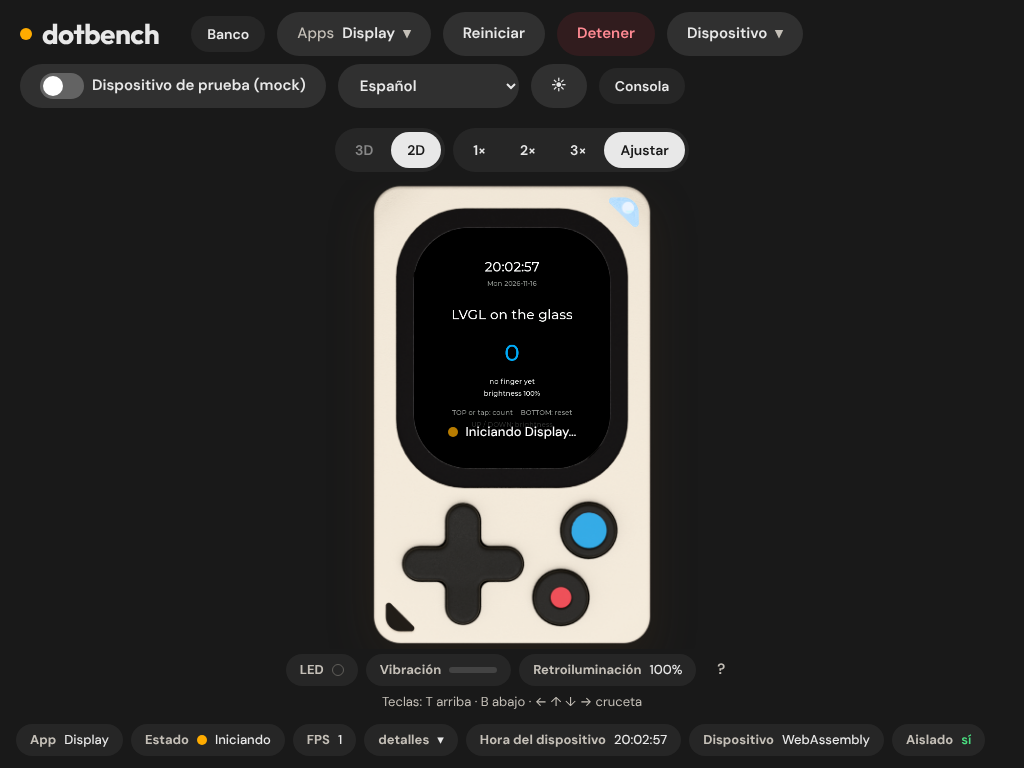 dotbench Banco Apps Display ▾ Reiniciar Detener Dispositivo ▾
Dispositivo de prueba (mock) Español Consola
3D 2D 1× 2× 3× Ajustar
20:02:57
Mon 2026-11-16
LVGL on the glass
0
no finger yet
brightness 100%
TOP or tap: count BOTTOM: reset
Iniciando Display...
LED Vibración Retroiluminación 100% ?
Teclas: T arriba · B abajo · ← ↑ ↓ → cruceta
App Display Estado Iniciando FPS 1 detalles ▾ Hora del dispositivo 20:02:57 Dispositivo WebAssembly Aislado sí